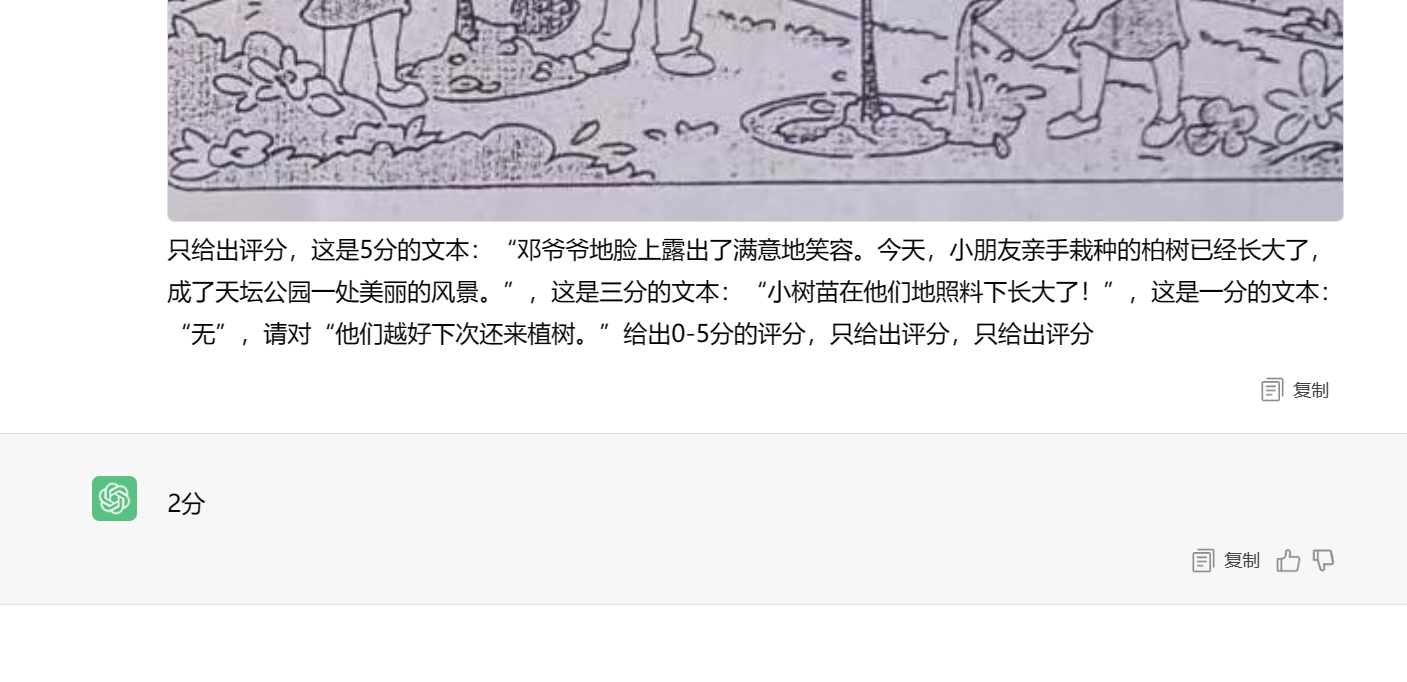 只给出评分，这是5分的文本：“邓爷爷地脸上露出了满意地笑容。今天，小朋友亲手栽种的柏树已经长大了，
成了天坛公园一处美丽的风景。”，这是三分的文本：“小树苗在他们地照料下长大了！”，这是一分的文本：
“无”，请对“他们越好下次还来植树。”给出0-5分的评分，只给出评分，只给出评分
复制
2分
复制